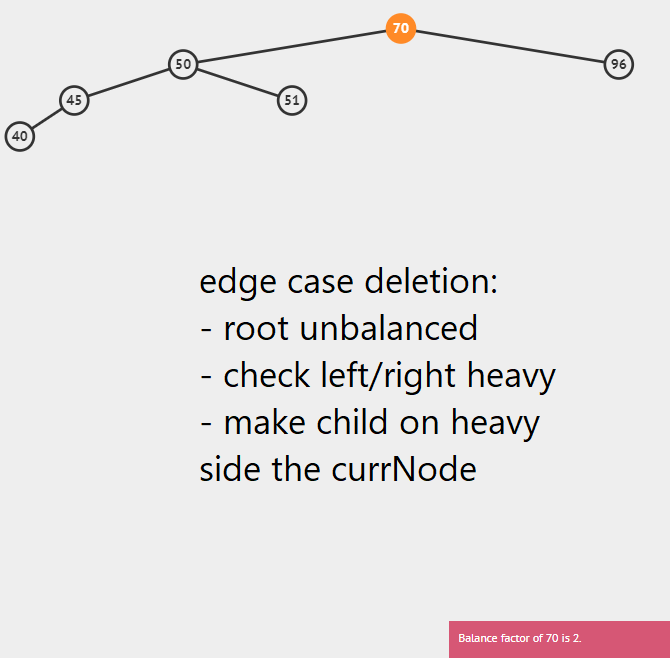 70
50
96
45
51
40
edge case deletion:
- root unbalanced
- check left/right heavy
- make child on heavy
side the currNode
Balance factor of 70 is 2.